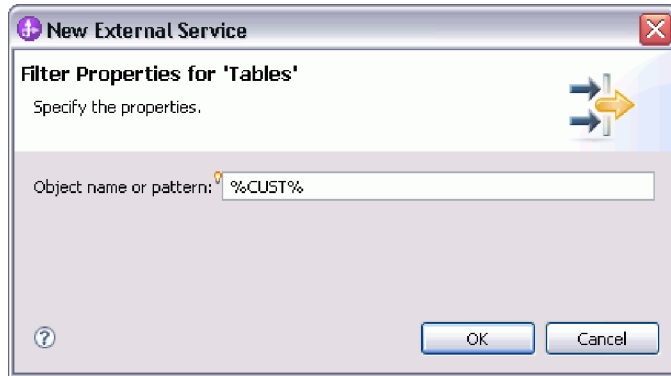 New External Service
Filter Properties for 'Tables'
Specify the properties.
Object name or pattern: %CUST%
?
OK Cancel